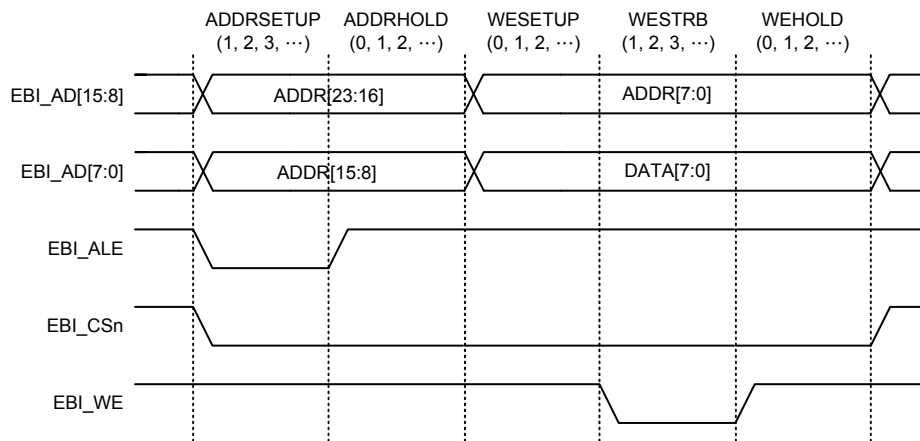 ADDRSETUP ADDRHOLD WESETUP WESTRB WEHOLD
(1, 2, 3, ⋯) (0, 1, 2, ⋯) (0, 1, 2, ⋯) (1, 2, 3, ⋯) (0, 1, 2, ⋯)
EBI_AD[15:8] ADDR[23:16] ADDR[7:0]
EBI_AD[7:0] ADDR[15:8] DATA[7:0]
EBI_ALE
EBI_CSn
EBI_WE